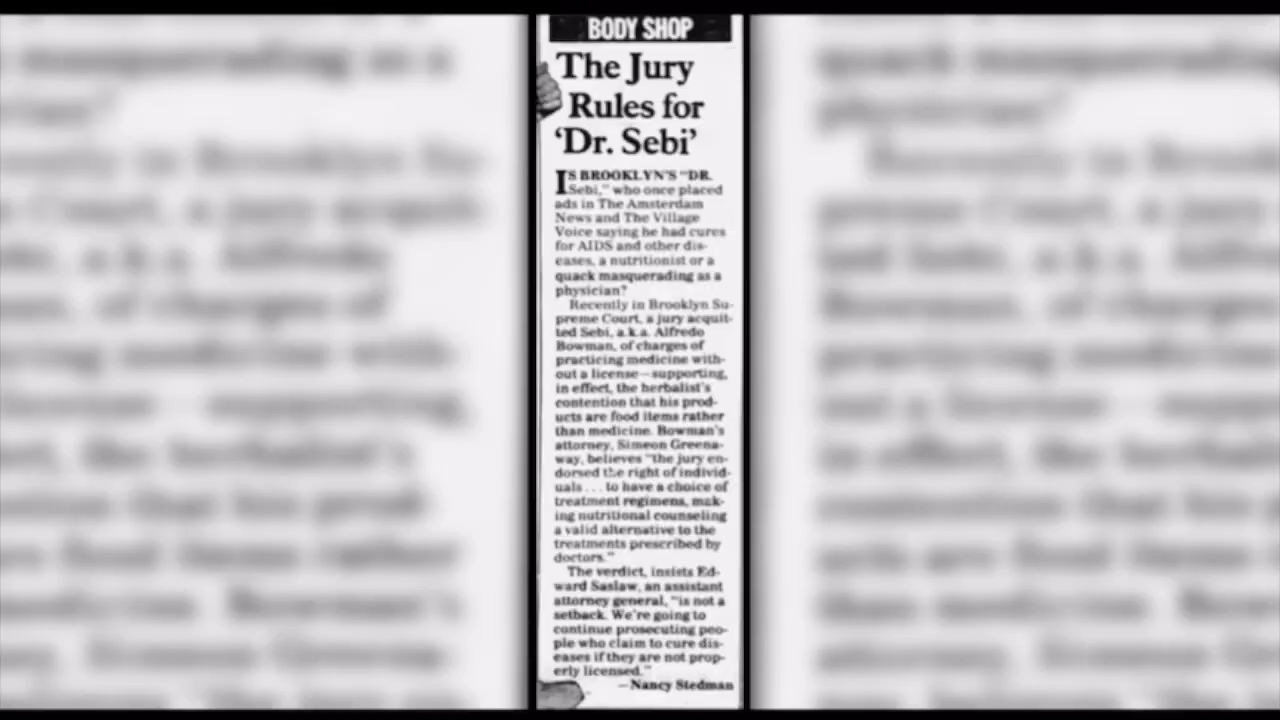 BODY SHOP
The Jury
Rules for
‘Dr. Sebi’
IS BROOKLYN'S "DR.
Sebi," who once placed
ads in The Amsterdam
News and The Village
Voice saying he had cures
for AIDS and other dis-
eases, a nutritionist or a
quack masquerading as a
physician?
Recently in Brooklyn Su-
preme Court, a jury acquit-
ted Sebi, a.k.a. Alfredo
Bowman, of charges of
practicing medicine with-
out a license—supporting,
in effect, the herbalist's
contention that his prod-
ucts are food items rather
than medicine. Bowman's
attorney, Simeon Greena-
way, believes "the jury en-
dorsed the right of individ-
uals . . . to have a choice of
treatment regimens, mak-
ing nutritional counseling
a valid alternative to the
treatments prescribed by
doctors."
The verdict, insists Ed-
ward Saslaw, an assistant
attorney general, "is not a
setback. We're going to
continue prosecuting peo-
ple who claim to cure dis-
eases if they are not prop-
erly licensed."
—Nancy Stedman